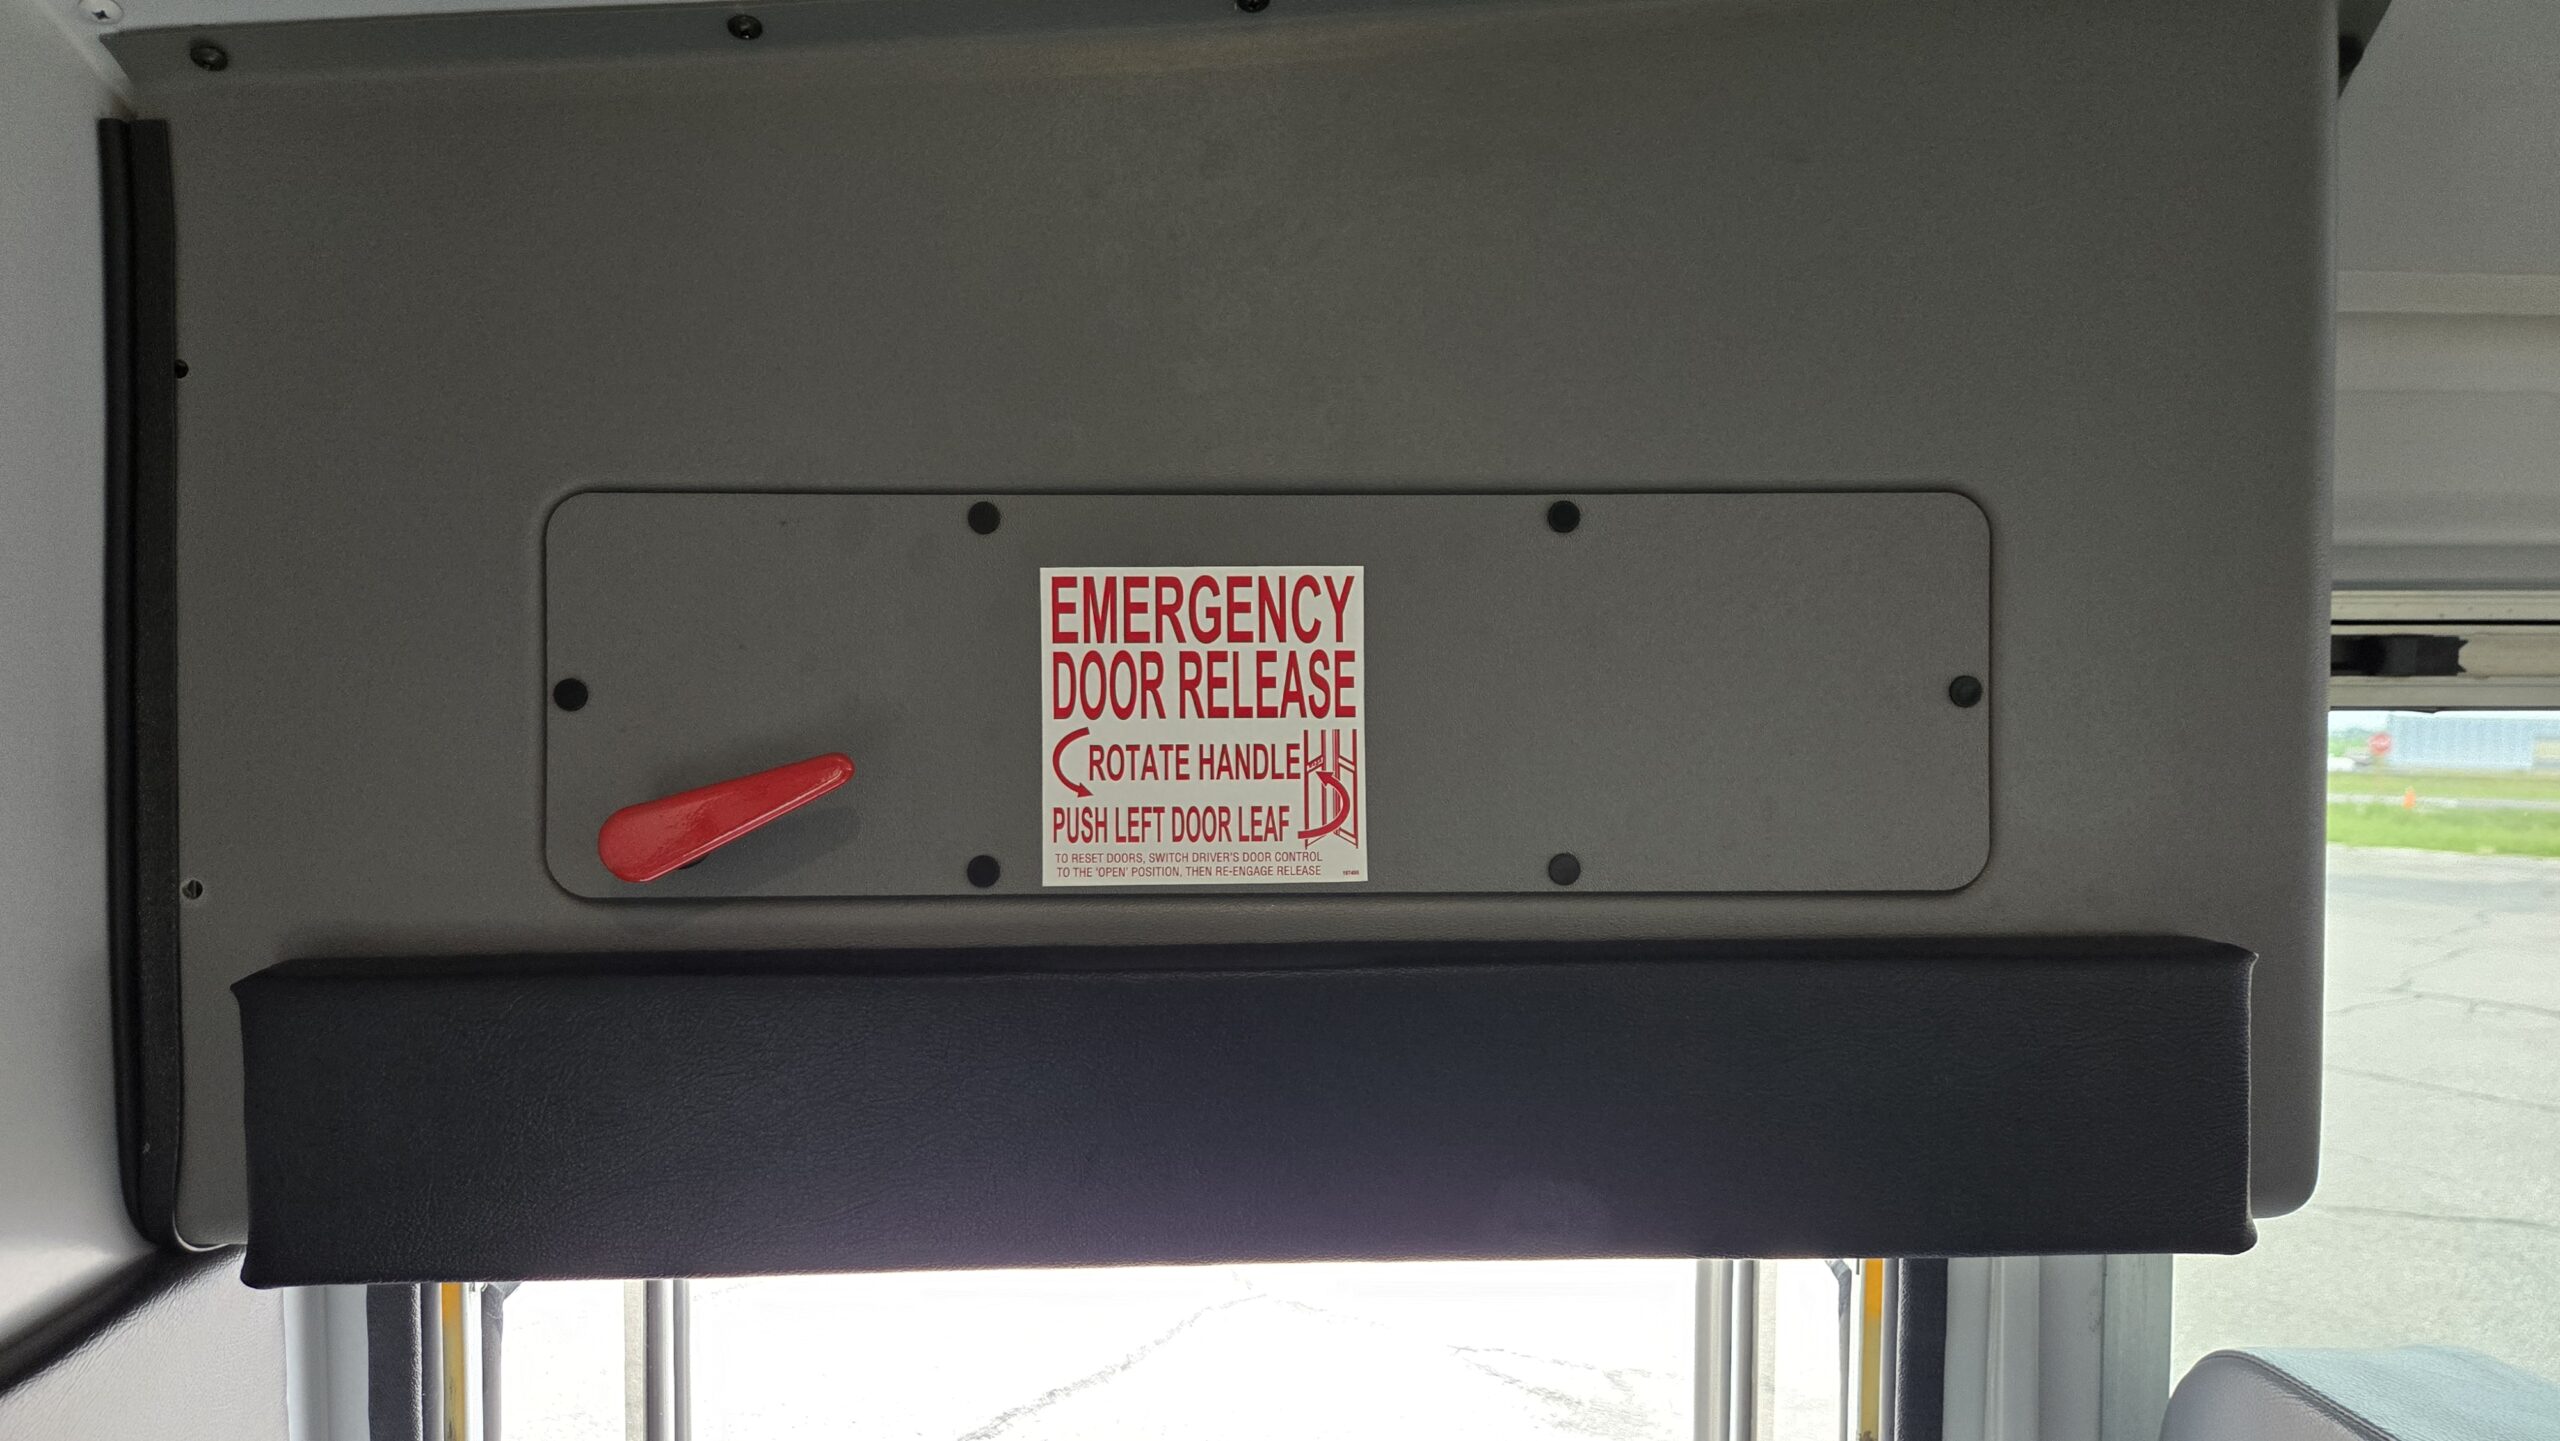 EMERGENCY
DOOR RELEASE
ROTATE HANDLE
PUSH LEFT DOOR LEAF
TO RESET DOORS, SWITCH DRIVER'S DOOR CONTROL
TO THE 'OPEN' POSITION, THEN RE-ENGAGE RELEASE